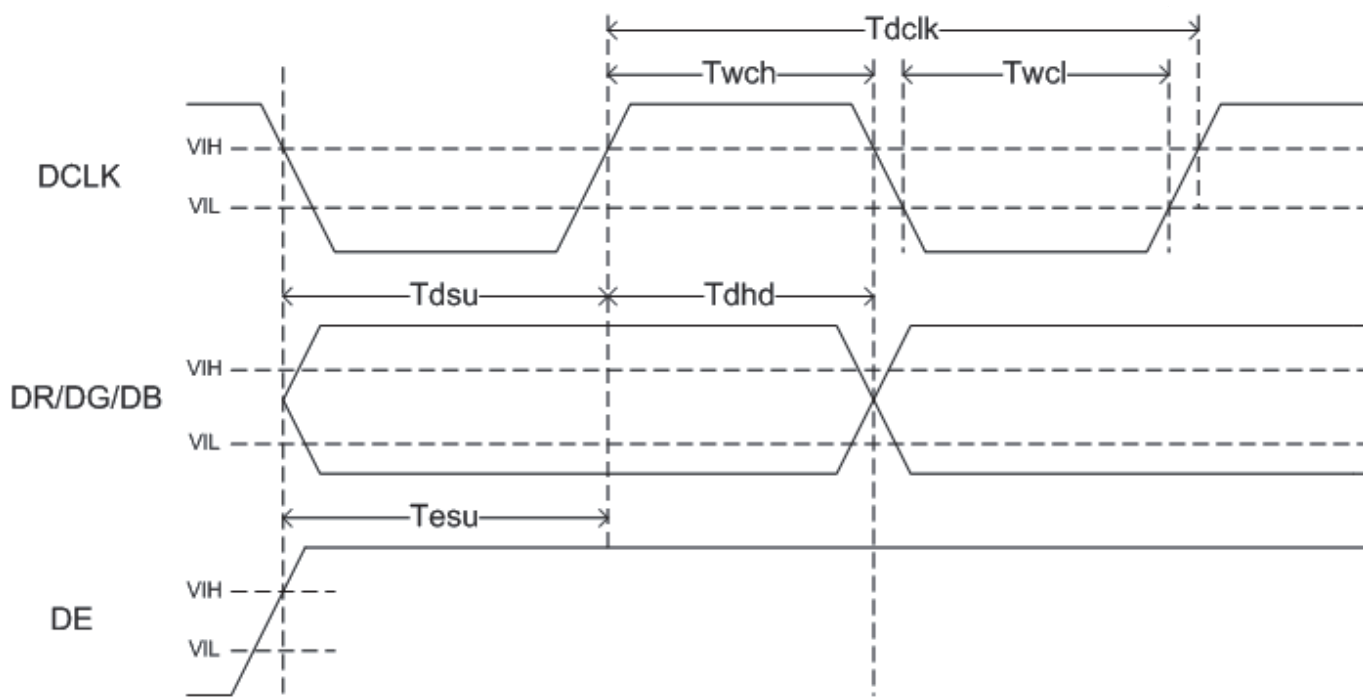 Tdclk
Twch
Twcl
VIH
DCLK
VIL
Tdsu
Tdhd
VIH
DR/DG/DB
VIL
Tesu
VIH
DE
VIL